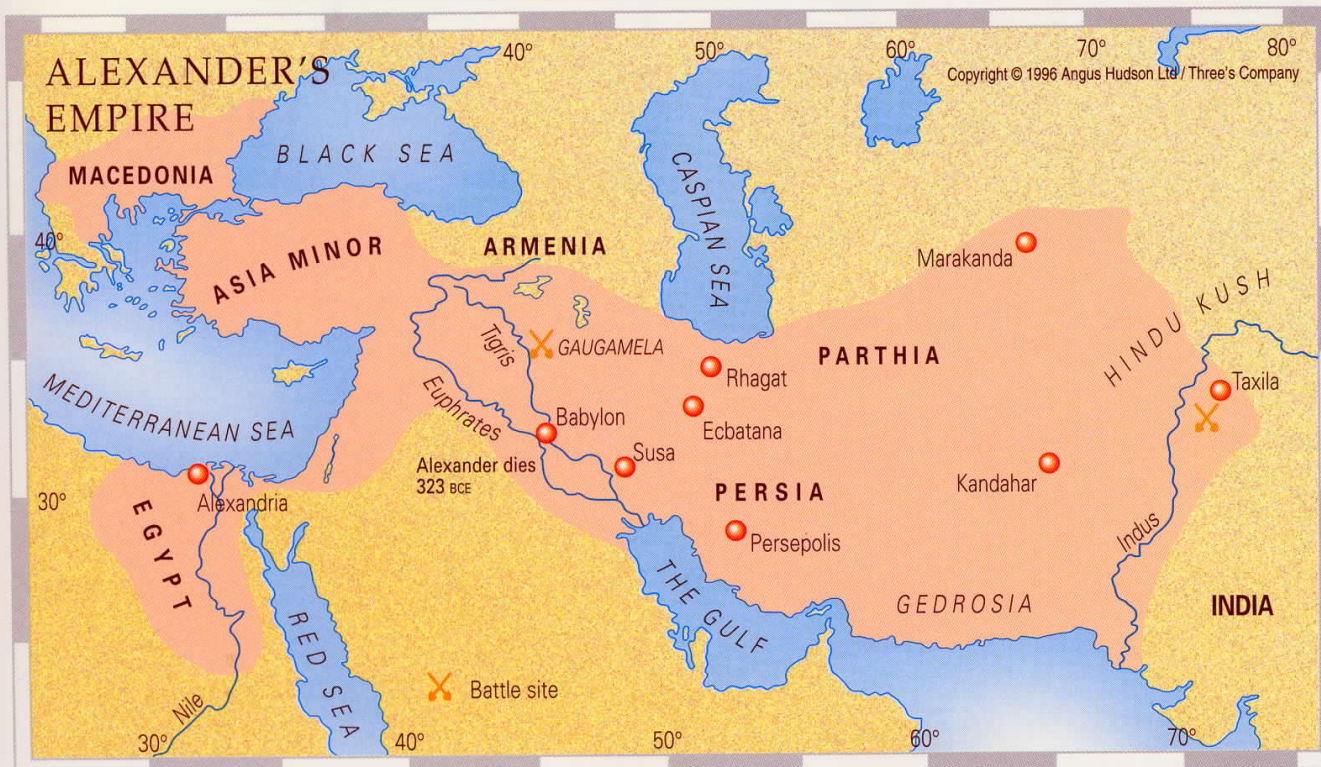 40°
50°
60°
70°
80°
ALEXANDER'S
EMPIRE
Copyright © 1996 Angus Hudson Ltd / Three's Company
BLACK SEA
MACEDONIA
CASPIAN SEA
40°
ASIA MINOR
ARMENIA
Marakanda
HINDU KUSH
Tigris
GAUGAMELA
PARTHIA
Rhagat
Taxila
MEDITERRANEAN SEA
Euphrates
Babylon
Ecbatana
Alexander dies
323 BCE
Susa
Kandahar
30°
Alexandria
PERSIA
EGYPT
Persepolis
Indus
THE GULF
GEDROSIA
INDIA
RED SEA
Nile
Battle site
30°
40°
50°
60°
70°